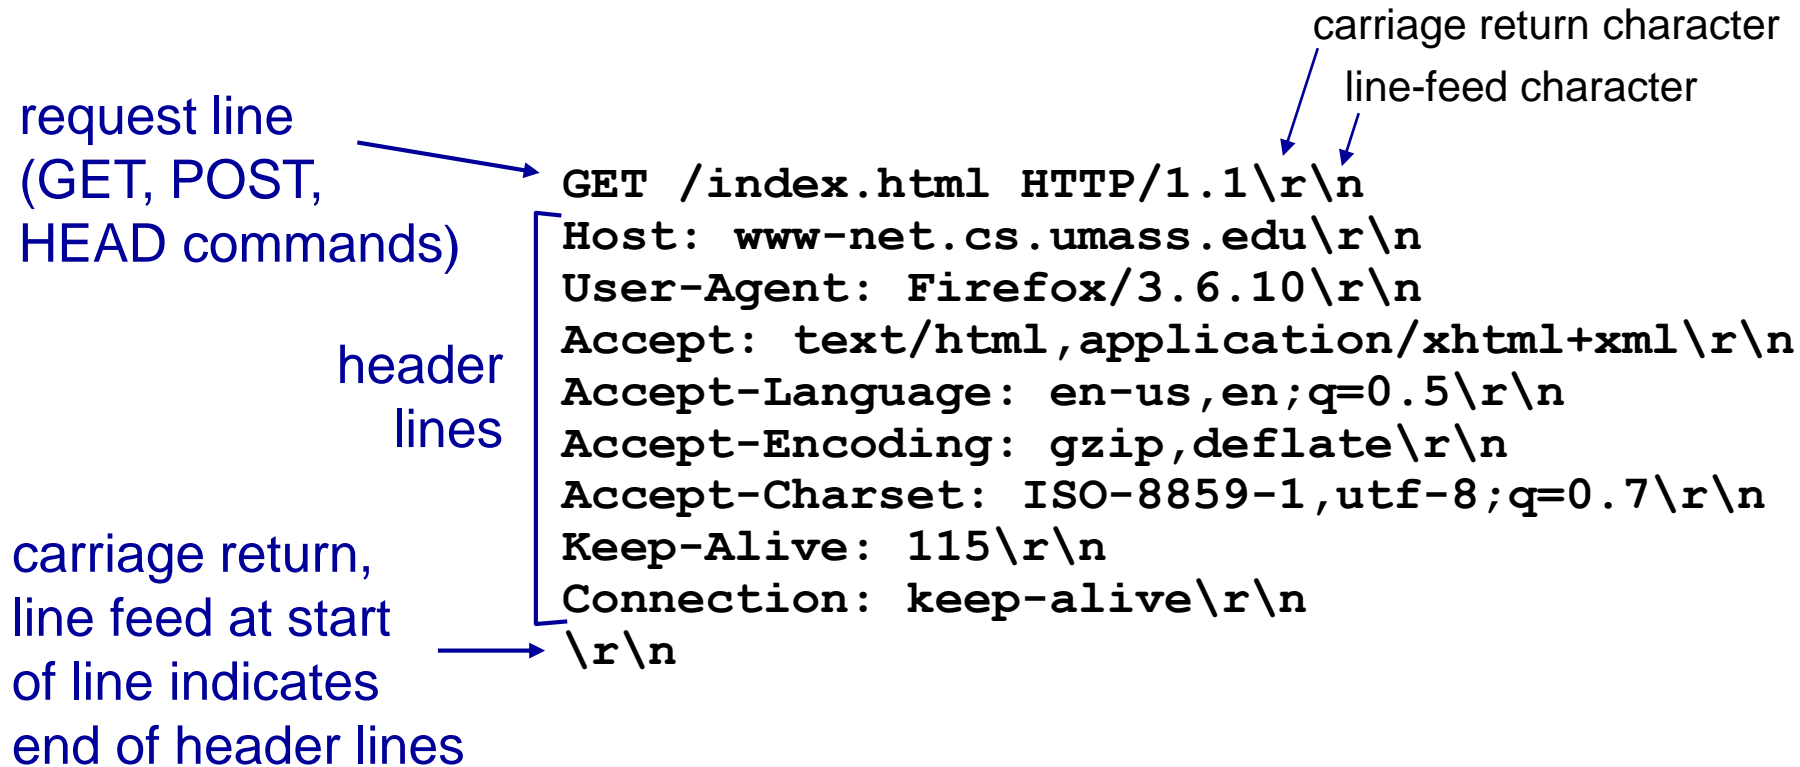 carriage return character
line-feed character
request line
(GET, POST,
HEAD commands)
GET /index.html HTTP/1.1\r\n
Host: www-net.cs.umass.edu\r\n
User-Agent: Firefox/3.6.10\r\n
Accept: text/html,application/xhtml+xml\r\n
Accept-Language: en-us,en;q=0.5\r\n
Accept-Encoding: gzip,deflate\r\n
Accept-Charset: ISO-8859-1,utf-8;q=0.7\r\n
Keep-Alive: 115\r\n
Connection: keep-alive\r\n
\r\n
header
lines
carriage return,
line feed at start
of line indicates
end of header lines